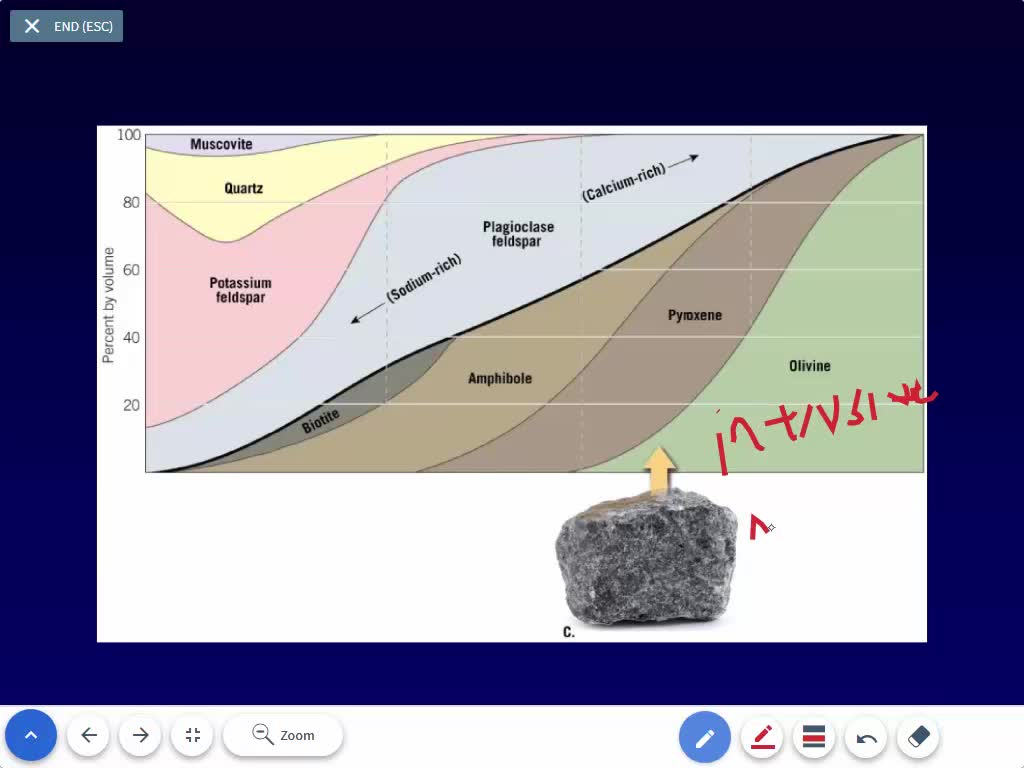 END (ESC)
100
80
60
40
20
Percent by volume
Muscovite
Quartz
Potassium
feldspar
(Sodium-rich)
Plagioclase
feldspar
(Calcium-rich)
Biotite
Amphibole
Pyroxene
Olivine
C.
Zoom